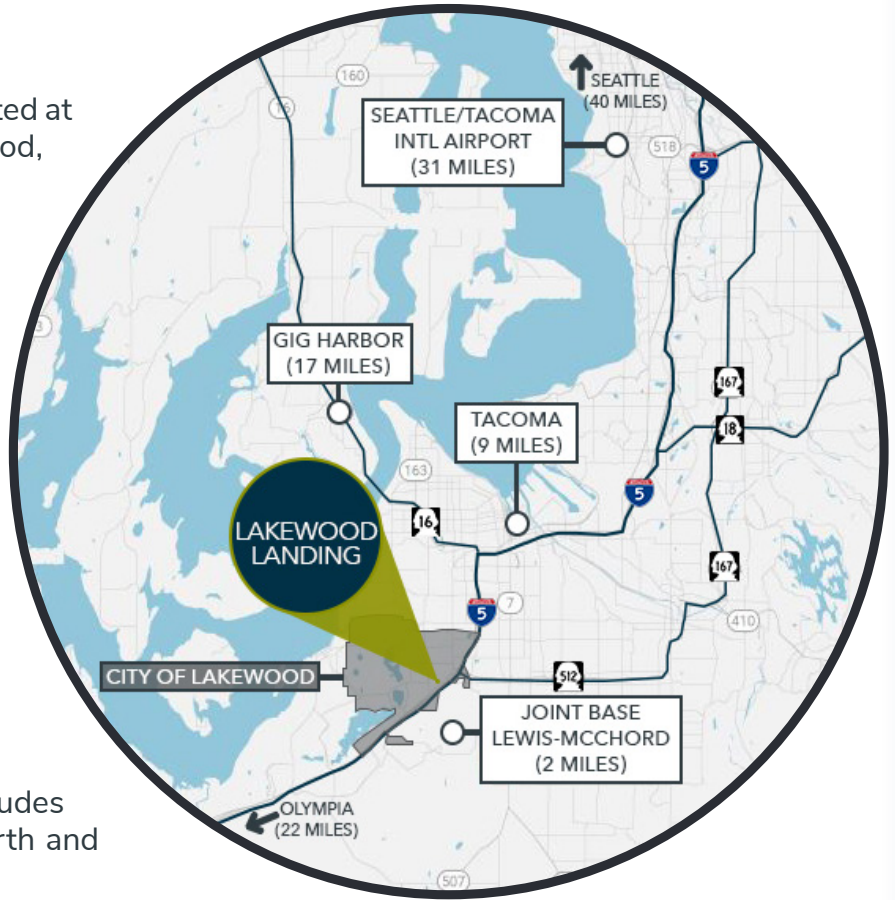 160
16
SEATTLE
(40 MILES)
SEATTLE/TACOMA
INTL AIRPORT
(31 MILES)
518
5
3
GIG HARBOR
(17 MILES)
167
18
TACOMA
(9 MILES)
163
5
16
LAKEWOOD
LANDING
167
5
7
410
CITY OF LAKEWOOD
512
JOINT BASE
LEWIS-MCCHORD
(2 MILES)
OLYMPIA
(22 MILES)
507
ted at
od,
udes
rth and